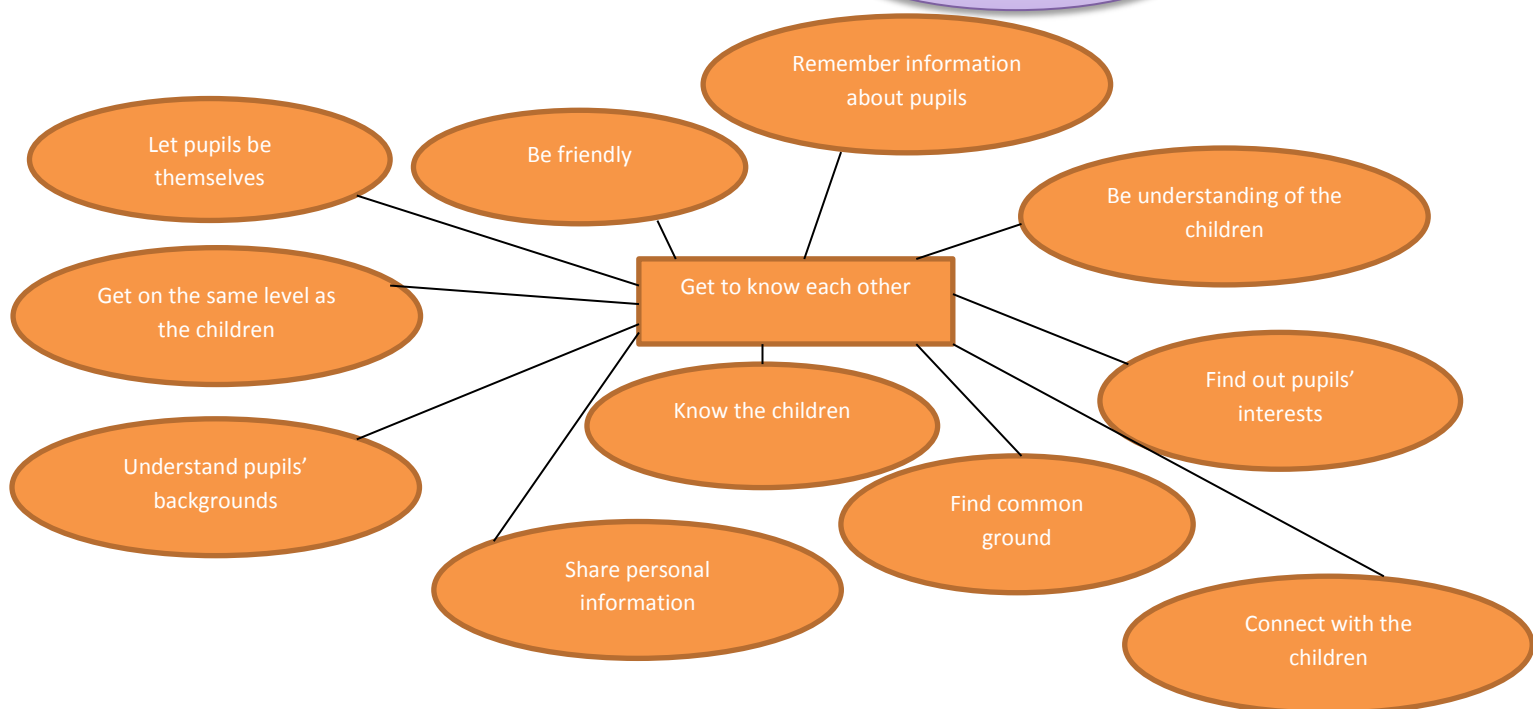 Remember information
about pupils
Let pupils be
themselves
Be friendly
Be understanding of the
children
Get on the same level as
the children
Get to know each other
Find out pupils’
interests
Know the children
Understand pupils’
backgrounds
Find common
ground
Share personal
information
Connect with the
children